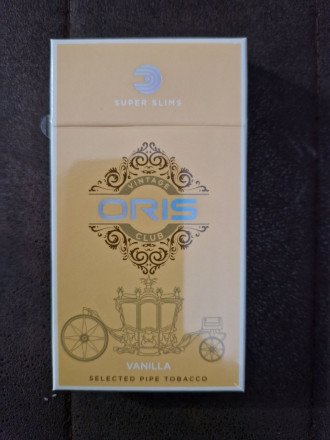 SUPER SLIMS
VINTAGE
ORIS
CLUB
VANILLA
SELECTED PIPE TOBACCO